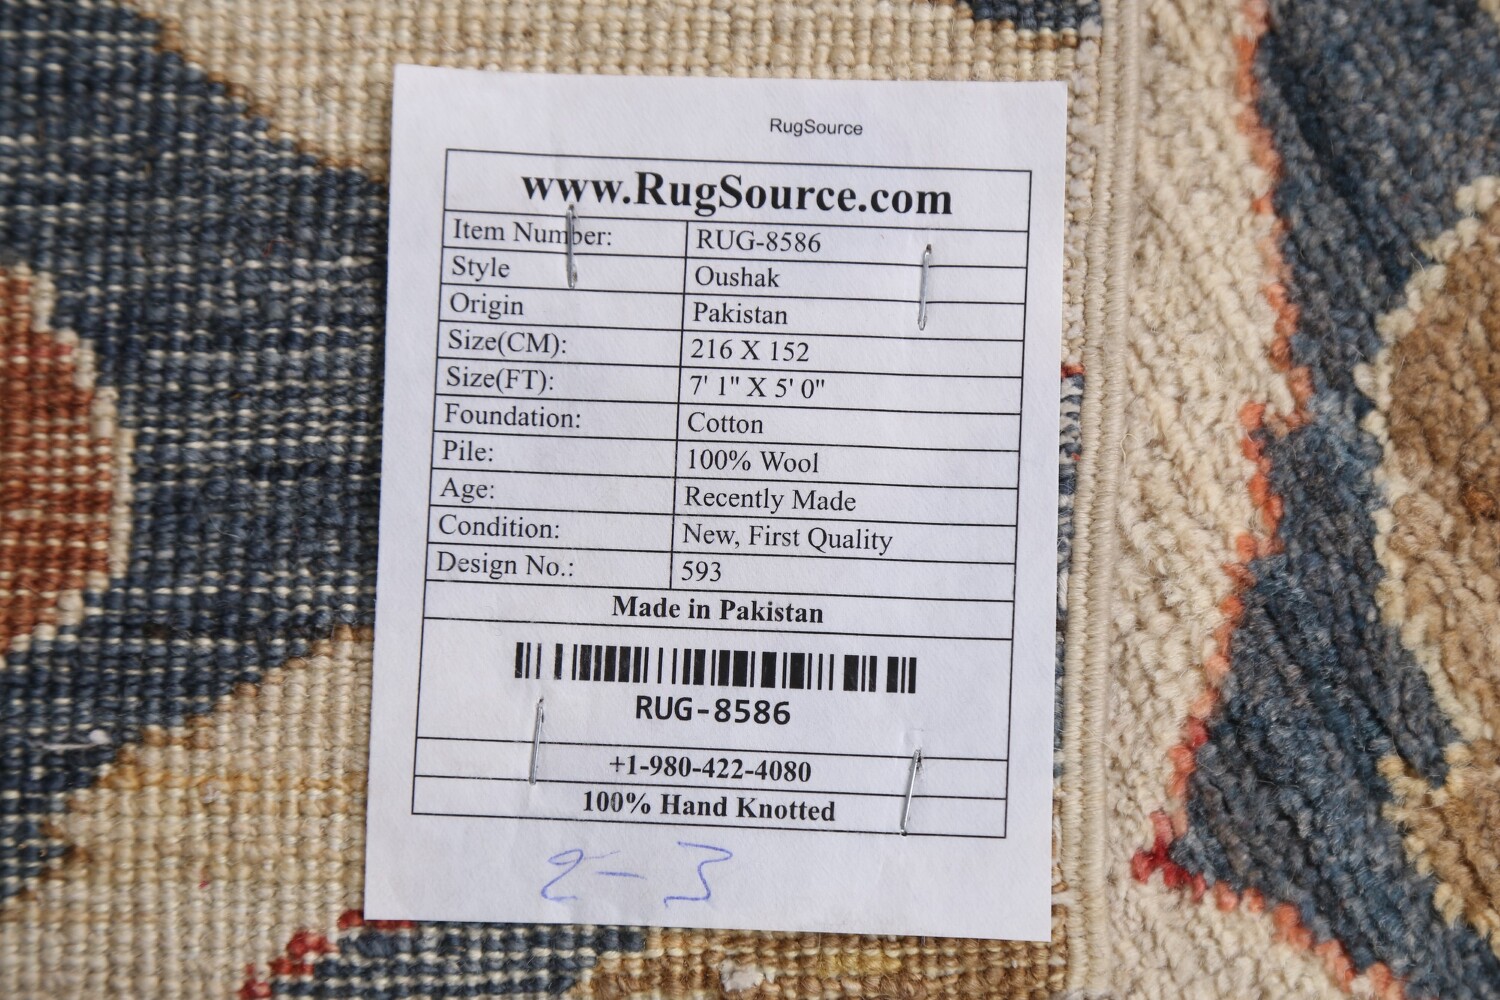 RugSource
www.RugSource.com
Item Number: RUG-8586
Style Oushak
Origin Pakistan
Size(CM): 216 X 152
Size(FT): 7' 1" X 5' 0"
Foundation: Cotton
Pile: 100% Wool
Age: Recently Made
Condition: New, First Quality
Design No.: 593
Made in Pakistan
RUG-8586
+1-980-422-4080
100% Hand Knotted
2-3